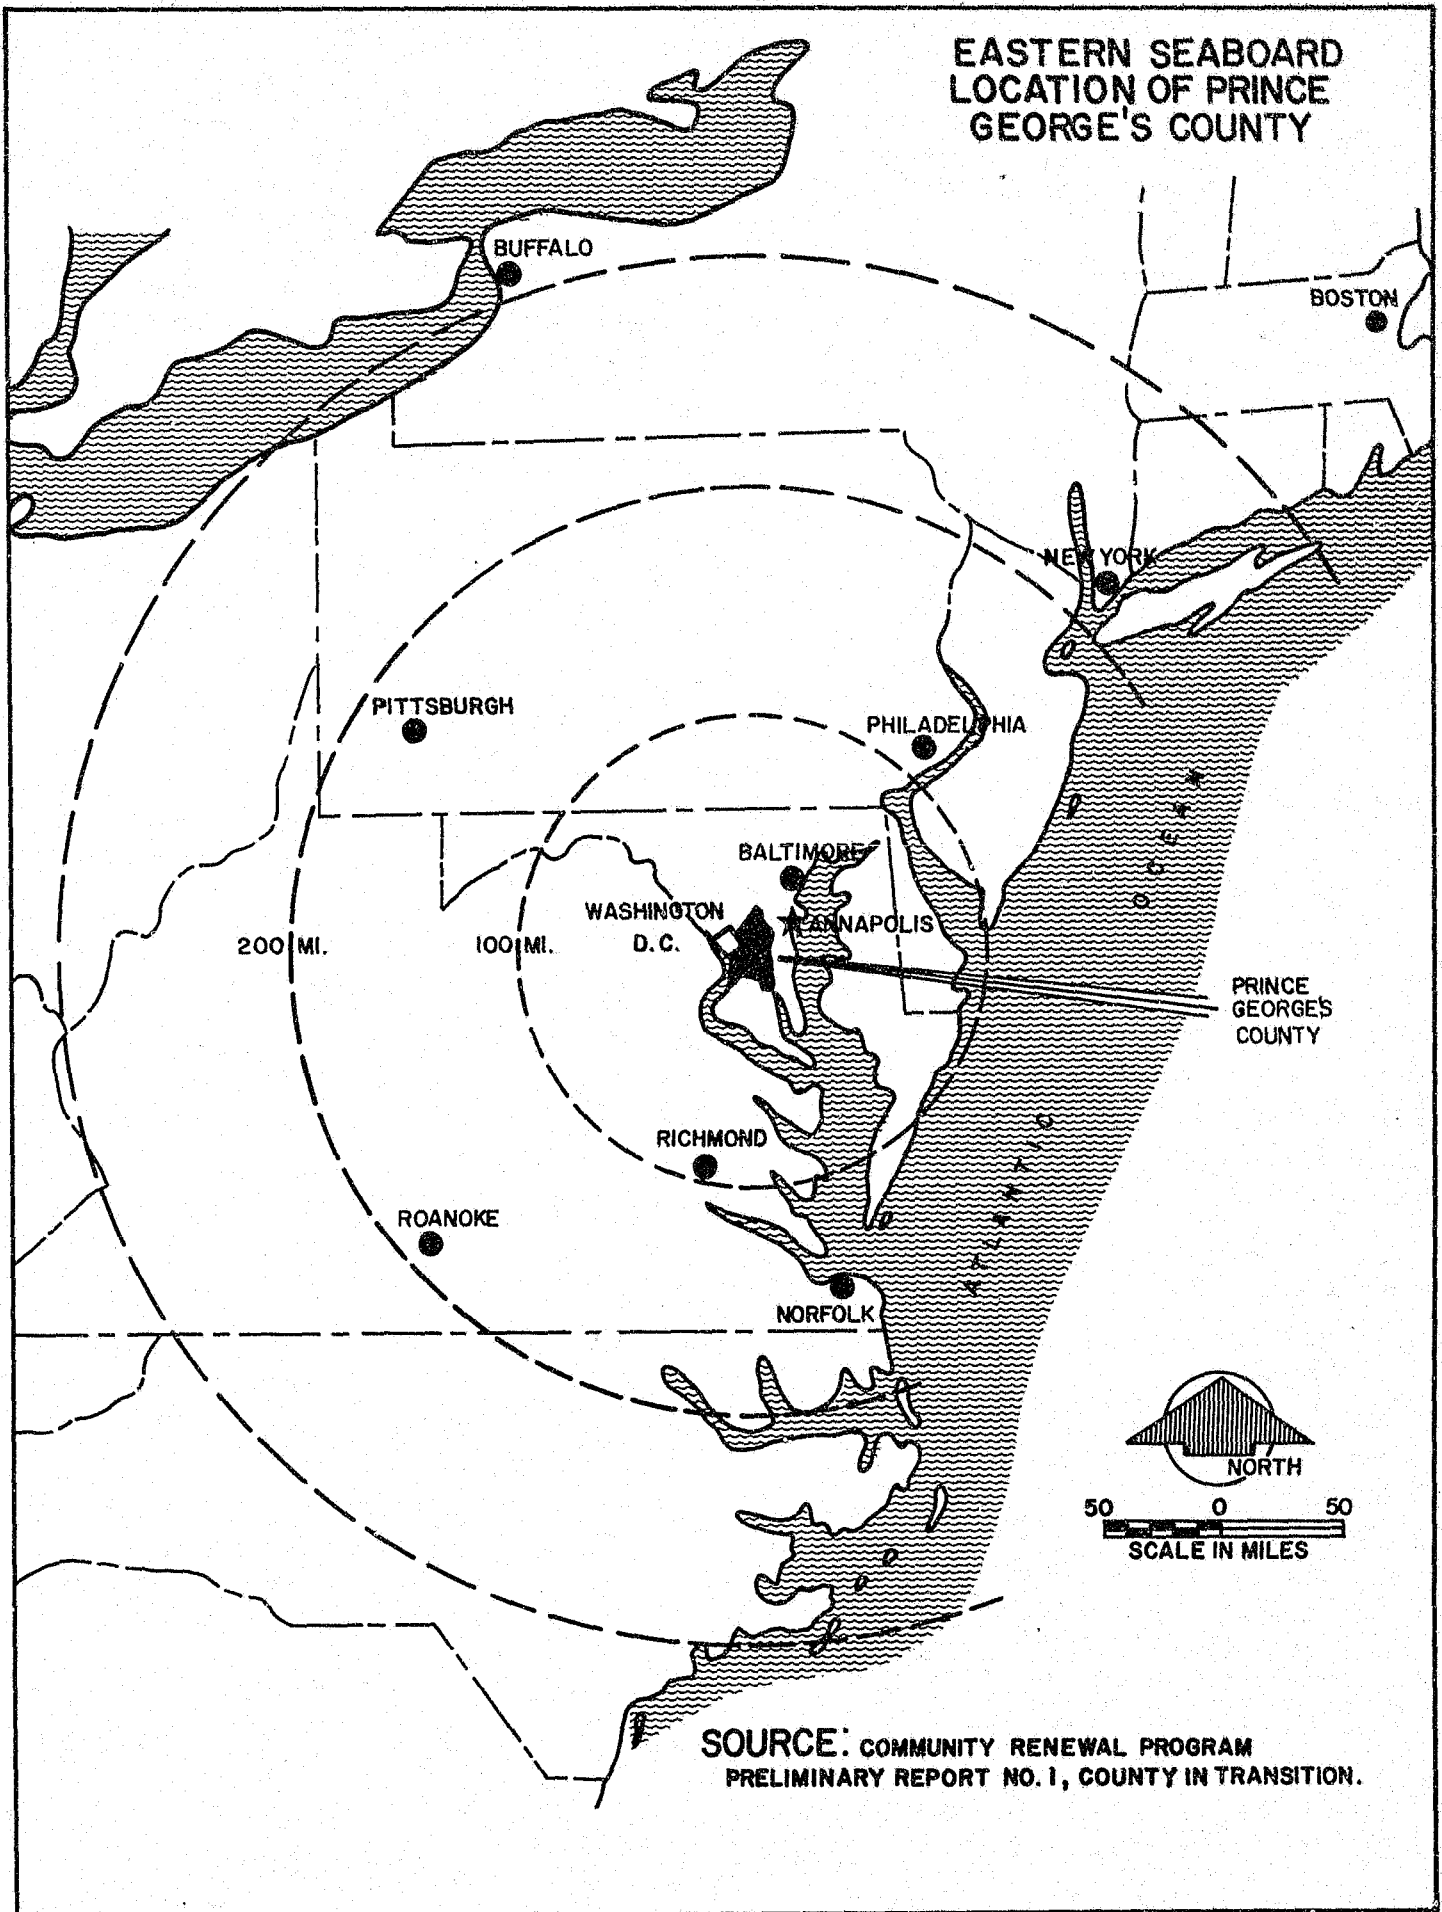 EASTERN SEABOARD
LOCATION OF PRINCE
GEORGE'S COUNTY
BUFFALO
BOSTON
NEW YORK
PITTSBURGH
PHILADELPHIA
BALTIMORE
WASHINGTON
D.C.
ANNAPOLIS
200 MI.
100 MI.
PRINCE
GEORGE'S
COUNTY
ATLANTIC OCEAN
RICHMOND
ROANOKE
NORFOLK
NORTH
50 0 50
SCALE IN MILES
SOURCE: COMMUNITY RENEWAL PROGRAM
PRELIMINARY REPORT NO. 1, COUNTY IN TRANSITION.